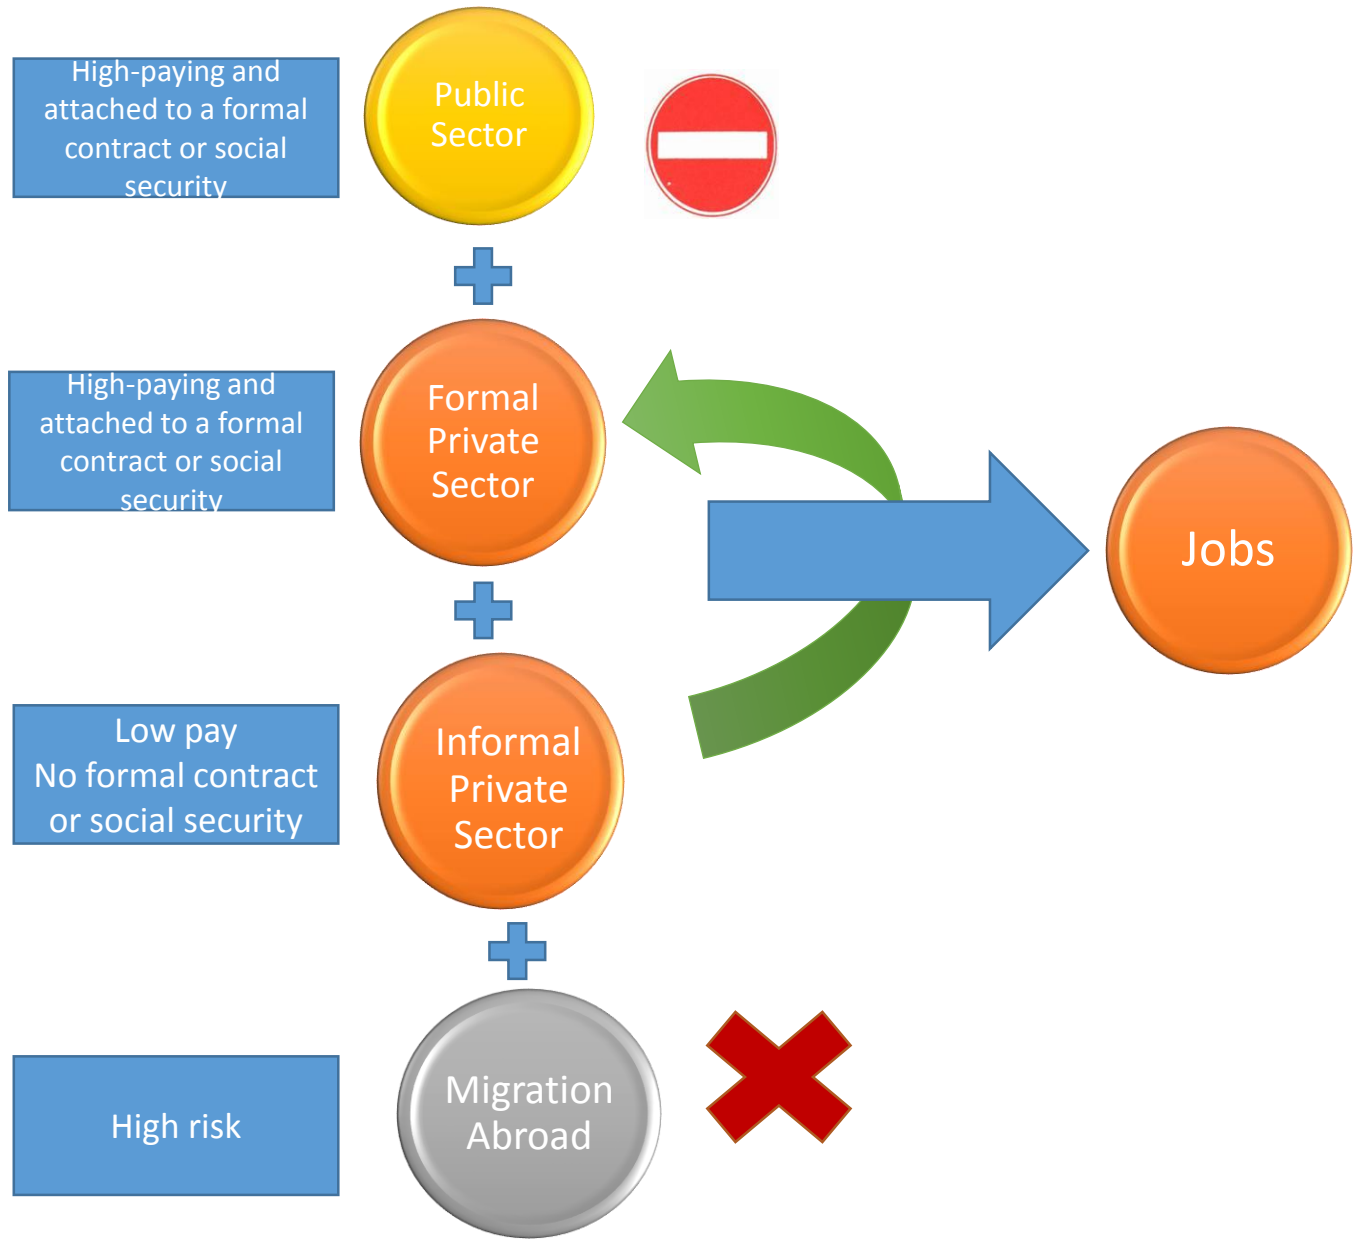 High-paying and
attached to a formal
contract or social
security
Public
Sector
High-paying and
attached to a formal
contract or social
security
Formal
Private
Sector
Jobs
Low pay
No formal contract
or social security
Informal
Private
Sector
High risk
Migration
Abroad